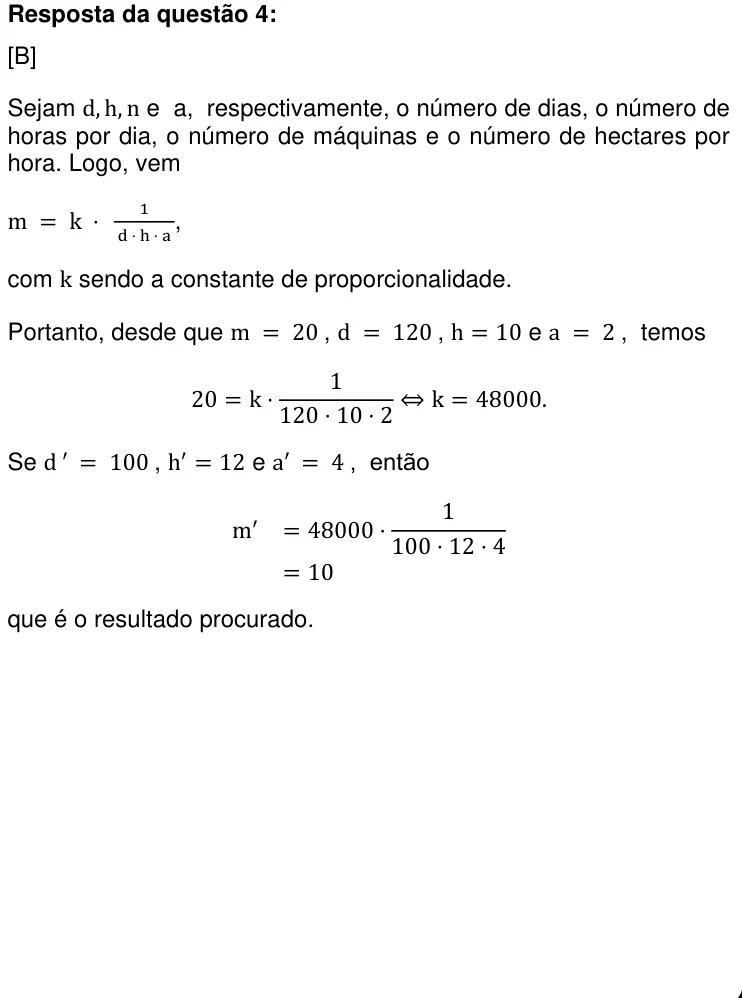 Resposta da questão 4:
[B]
Sejam d, h, n e a, respectivamente, o número de dias, o número de
horas por dia, o número de máquinas e o número de hectares por
hora. Logo, vem
m = k · 1/(d · h · a),
com k sendo a constante de proporcionalidade.
Portanto, desde que m = 20 , d = 120 , h = 10 e a = 2 , temos
20 = k · 1/(120 · 10 · 2) ⇔ k = 48000.
Se d ′ = 100 , h′ = 12 e a′ = 4 , então
m′ = 48000 · 1/(100 · 12 · 4)
= 10
que é o resultado procurado.